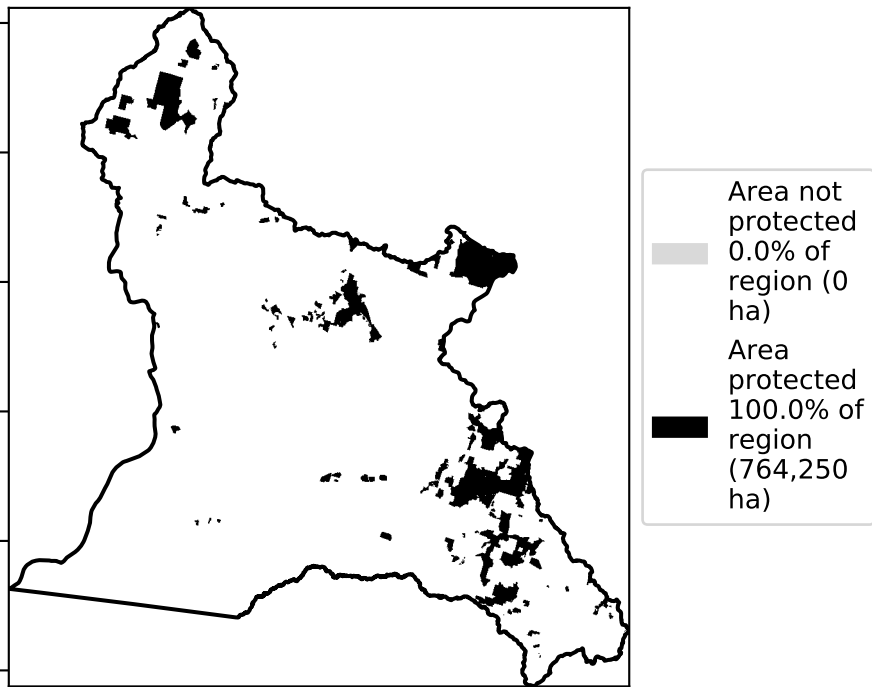 Area not
protected
0.0% of
region (0
ha)
Area
protected
100.0% of
region
(764,250
ha)